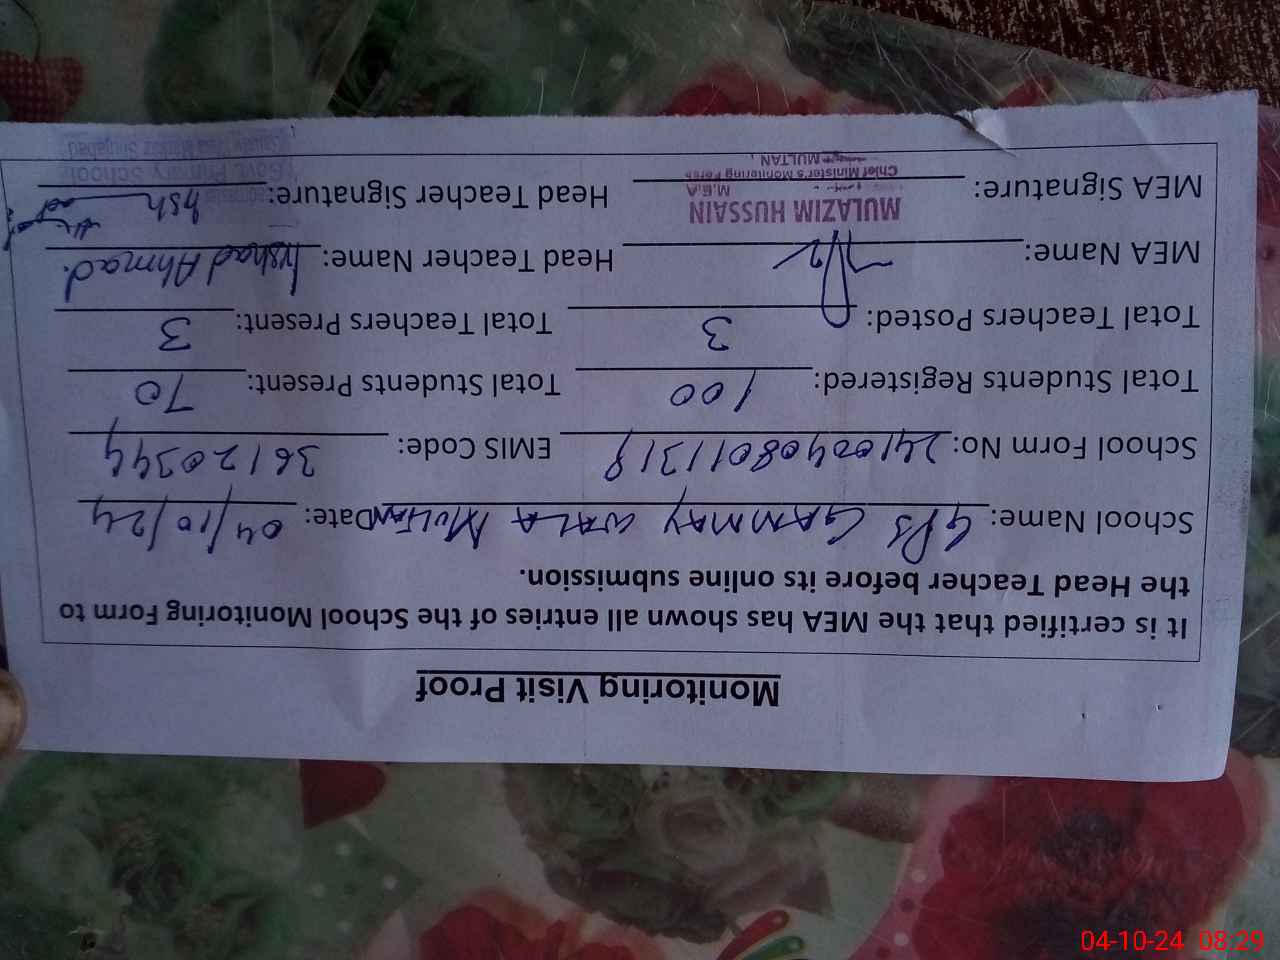 Monitoring Visit Proof
It is certified that the MEA has shown all entries of the School Monitoring Form to
the Head Teacher before its online submission.
School Name: GPS GAMMAY WALA MULTAN Date: 04/10/24
School Form No: EMIS Code: 36120344
Total Students Registered: 100 Total Students Present: 70
Total Teachers Posted: 3 Total Teachers Present: 3
MEA Name: Head Teacher Name: Irshad Ahmad.
MULAZIM HUSSAIN
M.E.A
MEA Signature: Head Teacher Signature:
Chief Minister's Monitoring Force
MULTAN
Govt. Primary School
04-10-24 08:29